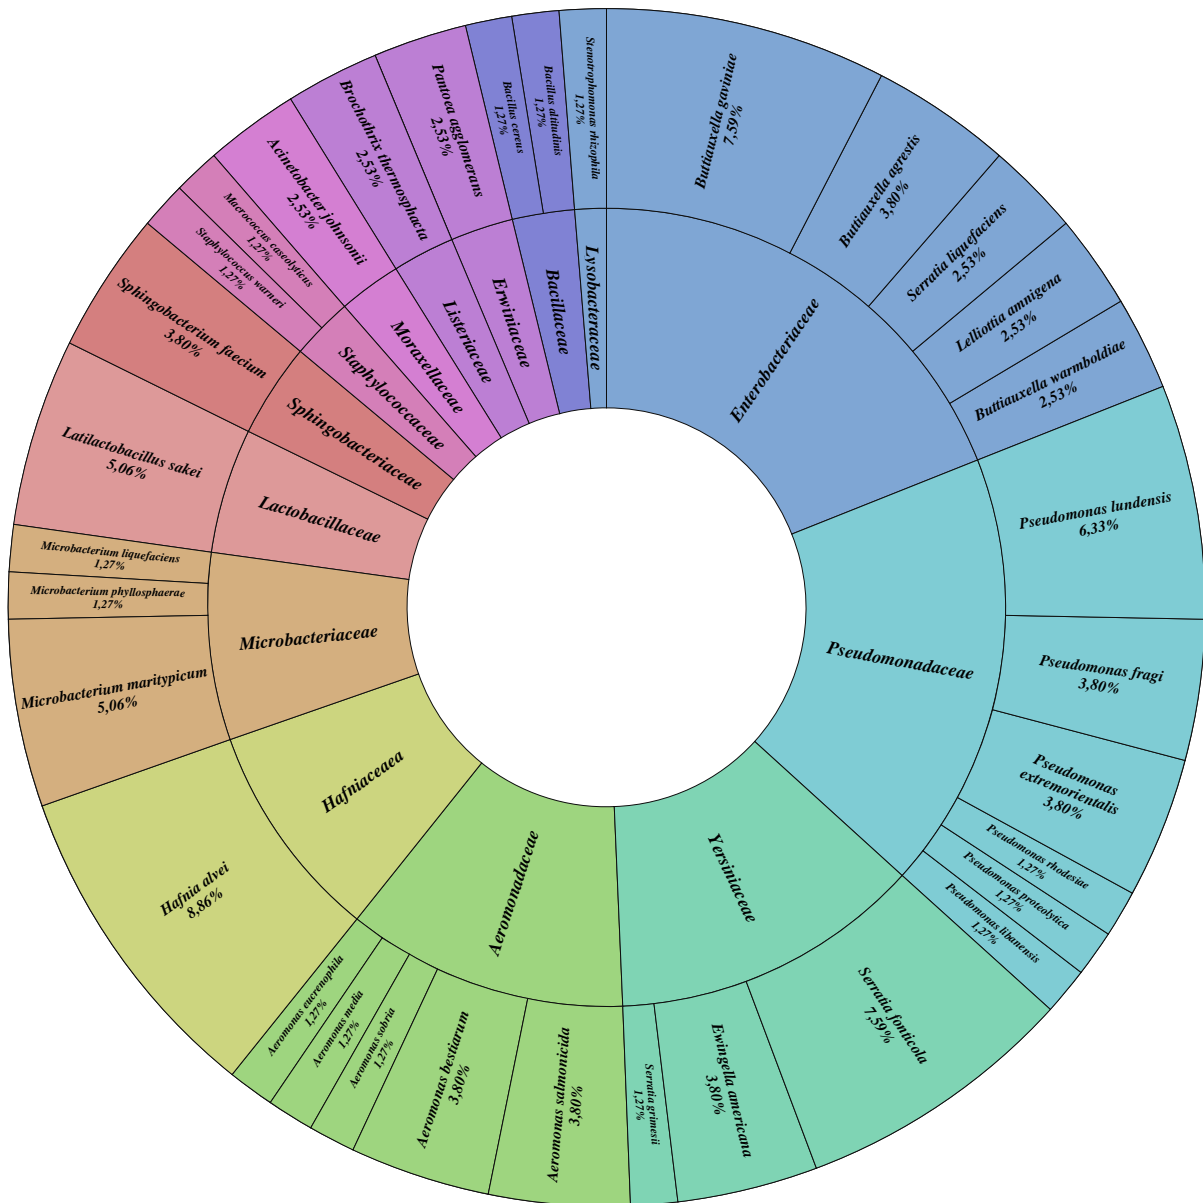 Enterobacteriaceae
Buttiauxella gaviniae
7,59%
Buttiauxella agrestis
3,80%
Serratia liquefaciens
2,53%
Lelliottia amnigena
2,53%
Buttiauxella warmboldiae
2,53%
Pseudomonadaceae
Pseudomonas lundensis
6,33%
Pseudomonas fragi
3,80%
Pseudomonas
extremorientalis
3,80%
Pseudomonas rhodesiae
1,27%
Pseudomonas proteolytica
1,27%
Pseudomonas libanensis
1,27%
Yersiniaceae
Serratia fonticola
7,59%
Ewingella americana
3,80%
Serratia grimesii
1,27%
Aeromonadaceae
Aeromonas salmonicida
3,80%
Aeromonas bestiarum
3,80%
Aeromonas sobria
1,27%
Aeromonas media
1,27%
Aeromonas eucrenophila
1,27%
Hafniaceaea
Hafnia alvei
8,86%
Microbacteriaceae
Microbacterium maritypicum
5,06%
Microbacterium phyllosphaerae
1,27%
Microbacterium liquefaciens
1,27%
Lactobacillaceae
Latilactobacillus sakei
5,06%
Sphingobacteriaceae
Sphingobacterium faecium
3,80%
Staphylococcaceae
Staphylococcus warneri
1,27%
Macrococcus caseolyticus
1,27%
Moraxellaceae
Acinetobacter johnsonii
2,53%
Listeriaceae
Brochothrix thermosphacta
2,53%
Erwiniaceae
Pantoea agglomerans
2,53%
Bacillaceae
Bacillus cereus
1,27%
Bacillus altitudinis
1,27%
Lysobacteraceae
Stenotrophomonas rhizophila
1,27%